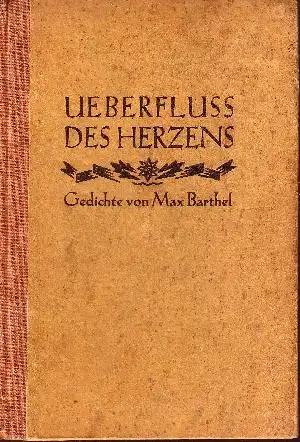 UEBERFLUSS
DES HERZENS
Gedichte von Max Barthel